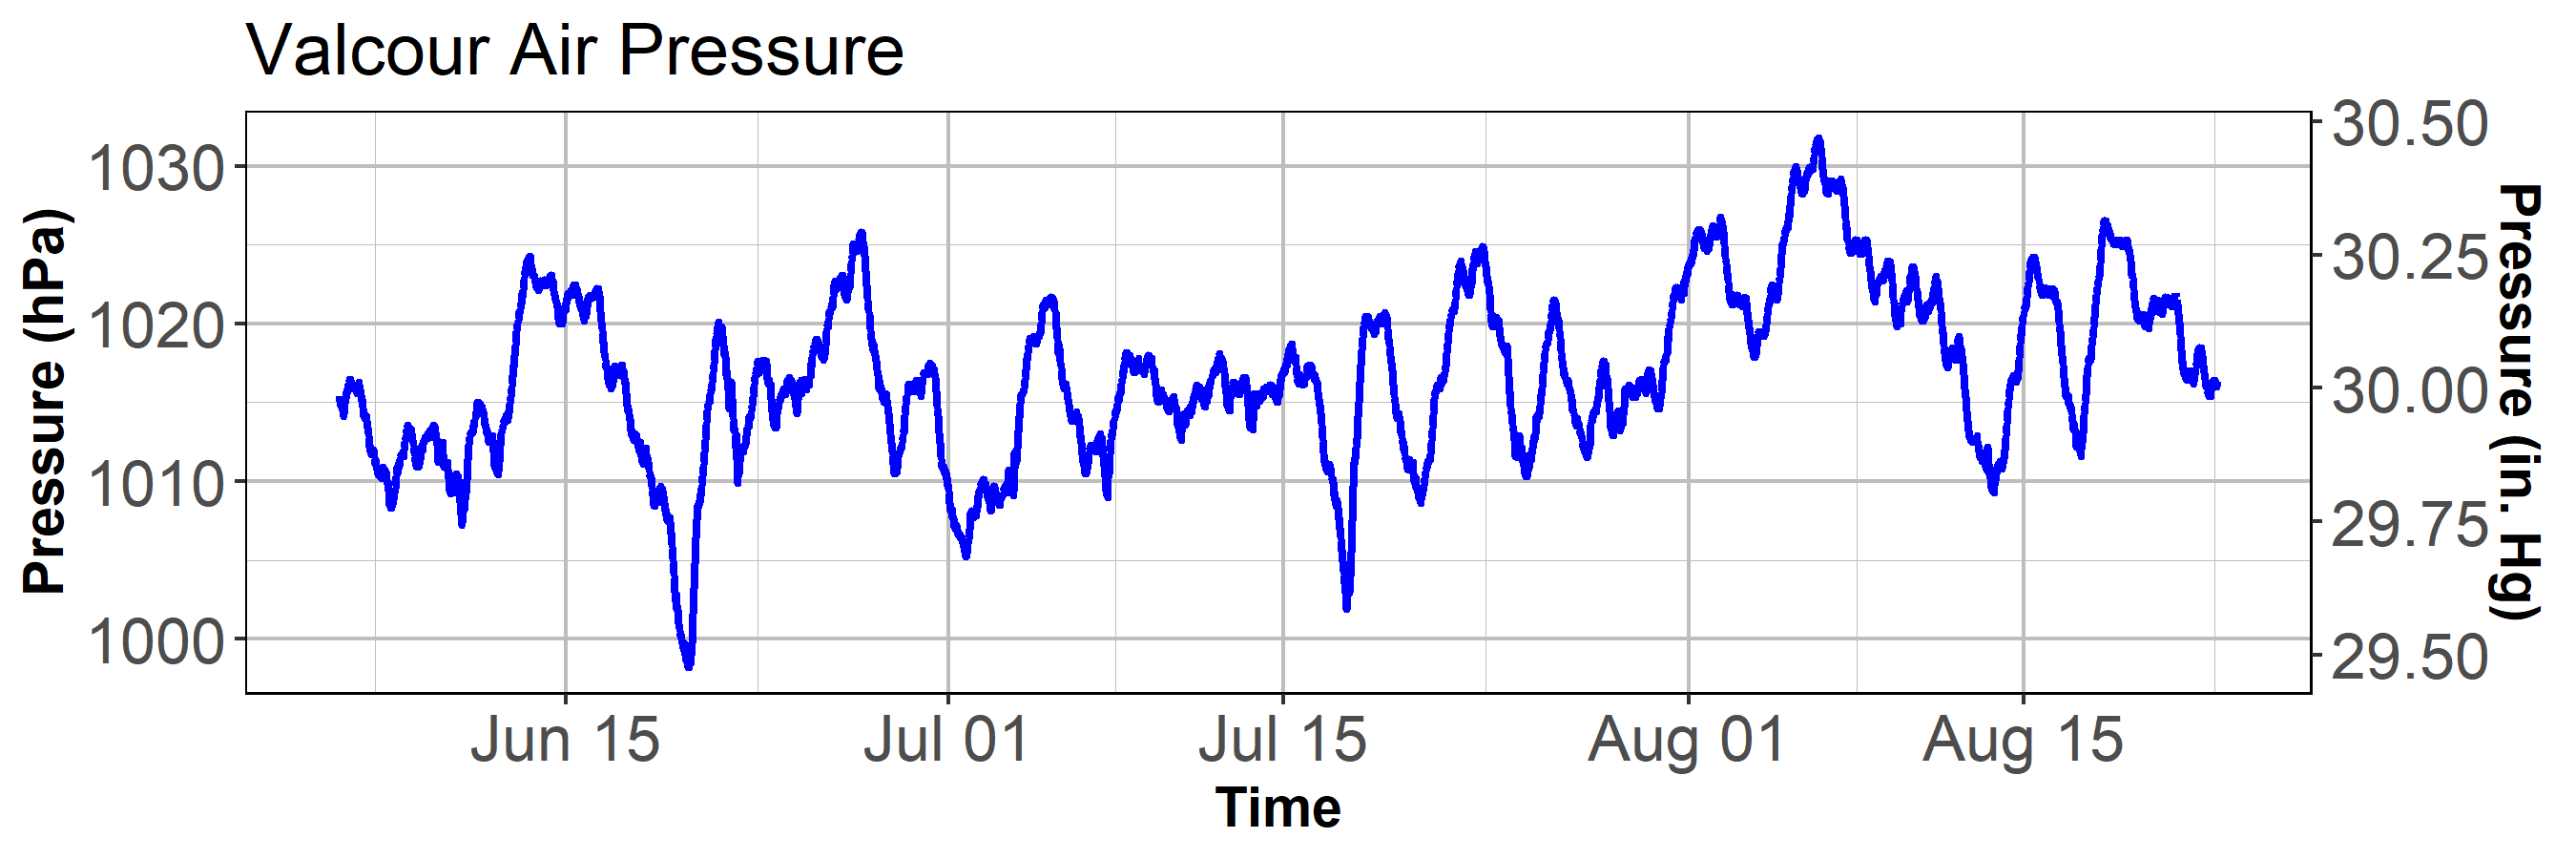 Valcour Air Pressure
Pressure (hPa)
1030
1020
1010
1000
30.50
30.25
30.00
29.75
29.50
Pressure (in. Hg)
Jun 15
Jul 01
Jul 15
Aug 01
Aug 15
Time